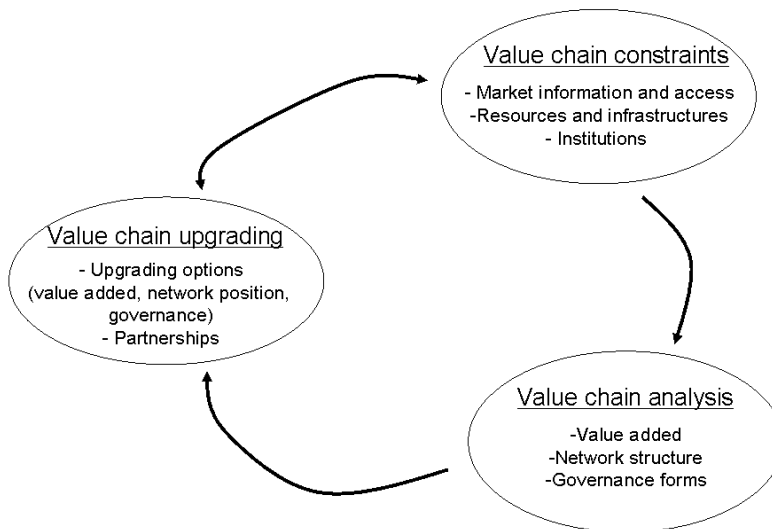 Value chain constraints
- Market information and access
-Resources and infrastructures
- Institutions
Value chain upgrading
- Upgrading options
(value added, network position,
governance)
- Partnerships
Value chain analysis
-Value added
-Network structure
-Governance forms